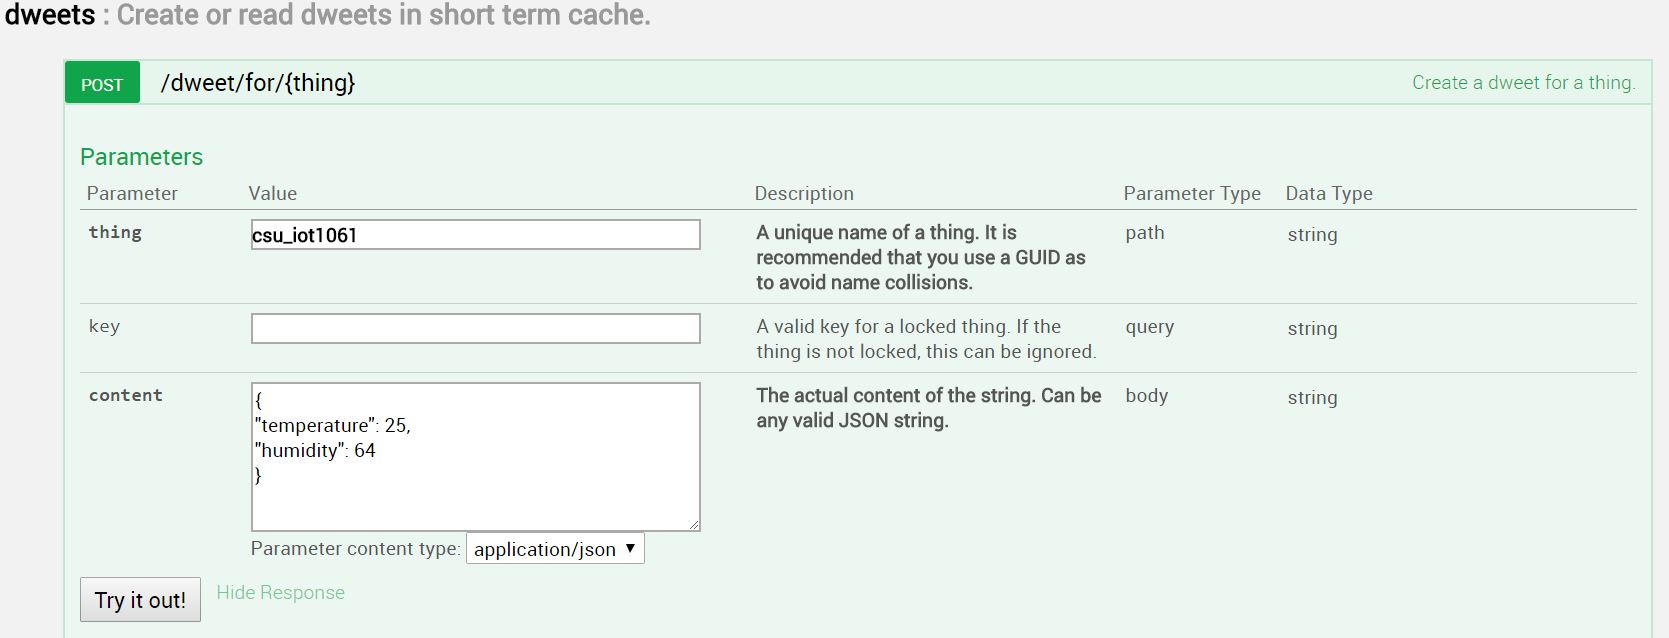 dweets : Create or read dweets in short term cache.
POST /dweet/for/{thing} Create a dweet for a thing.
Parameters
Parameter Value Description Parameter Type Data Type
thing csu_iot1061 A unique name of a thing. It is path string
recommended that you use a GUID as
to avoid name collisions.
key A valid key for a locked thing. If the query string
thing is not locked, this can be ignored.
content { The actual content of the string. Can be body string
"temperature": 25, any valid JSON string.
"humidity": 64
}
Parameter content type: application/json
Try it out! Hide Response